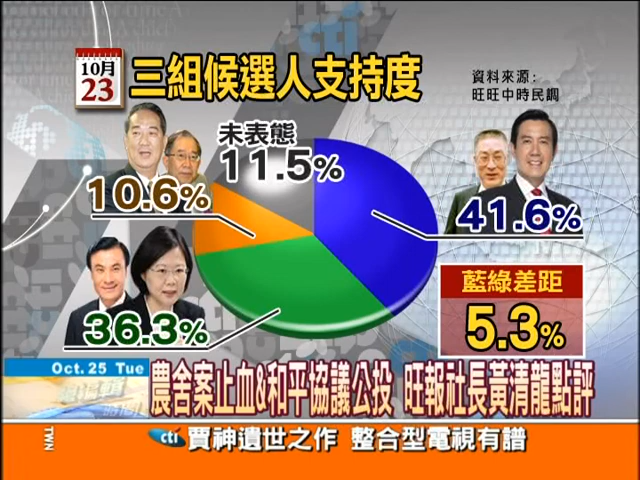 10月
23
三組候選人支持度
資料來源:
旺旺中時民調
未表態
11.5%
10.6%
41.6%
36.3%
藍綠差距
5.3%
Oct.25 Tue
農舍案止血&和平協議公投 旺報社長黃清龍點評
TWN
cti 賈神遺世之作 整合型電視有譜